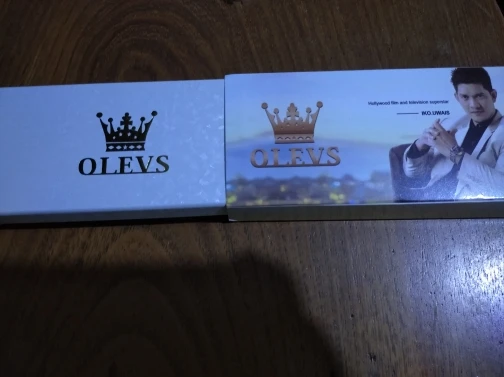 OLEVS
OLEVS
Hollywood film and television superstar
IKO.UWAIS